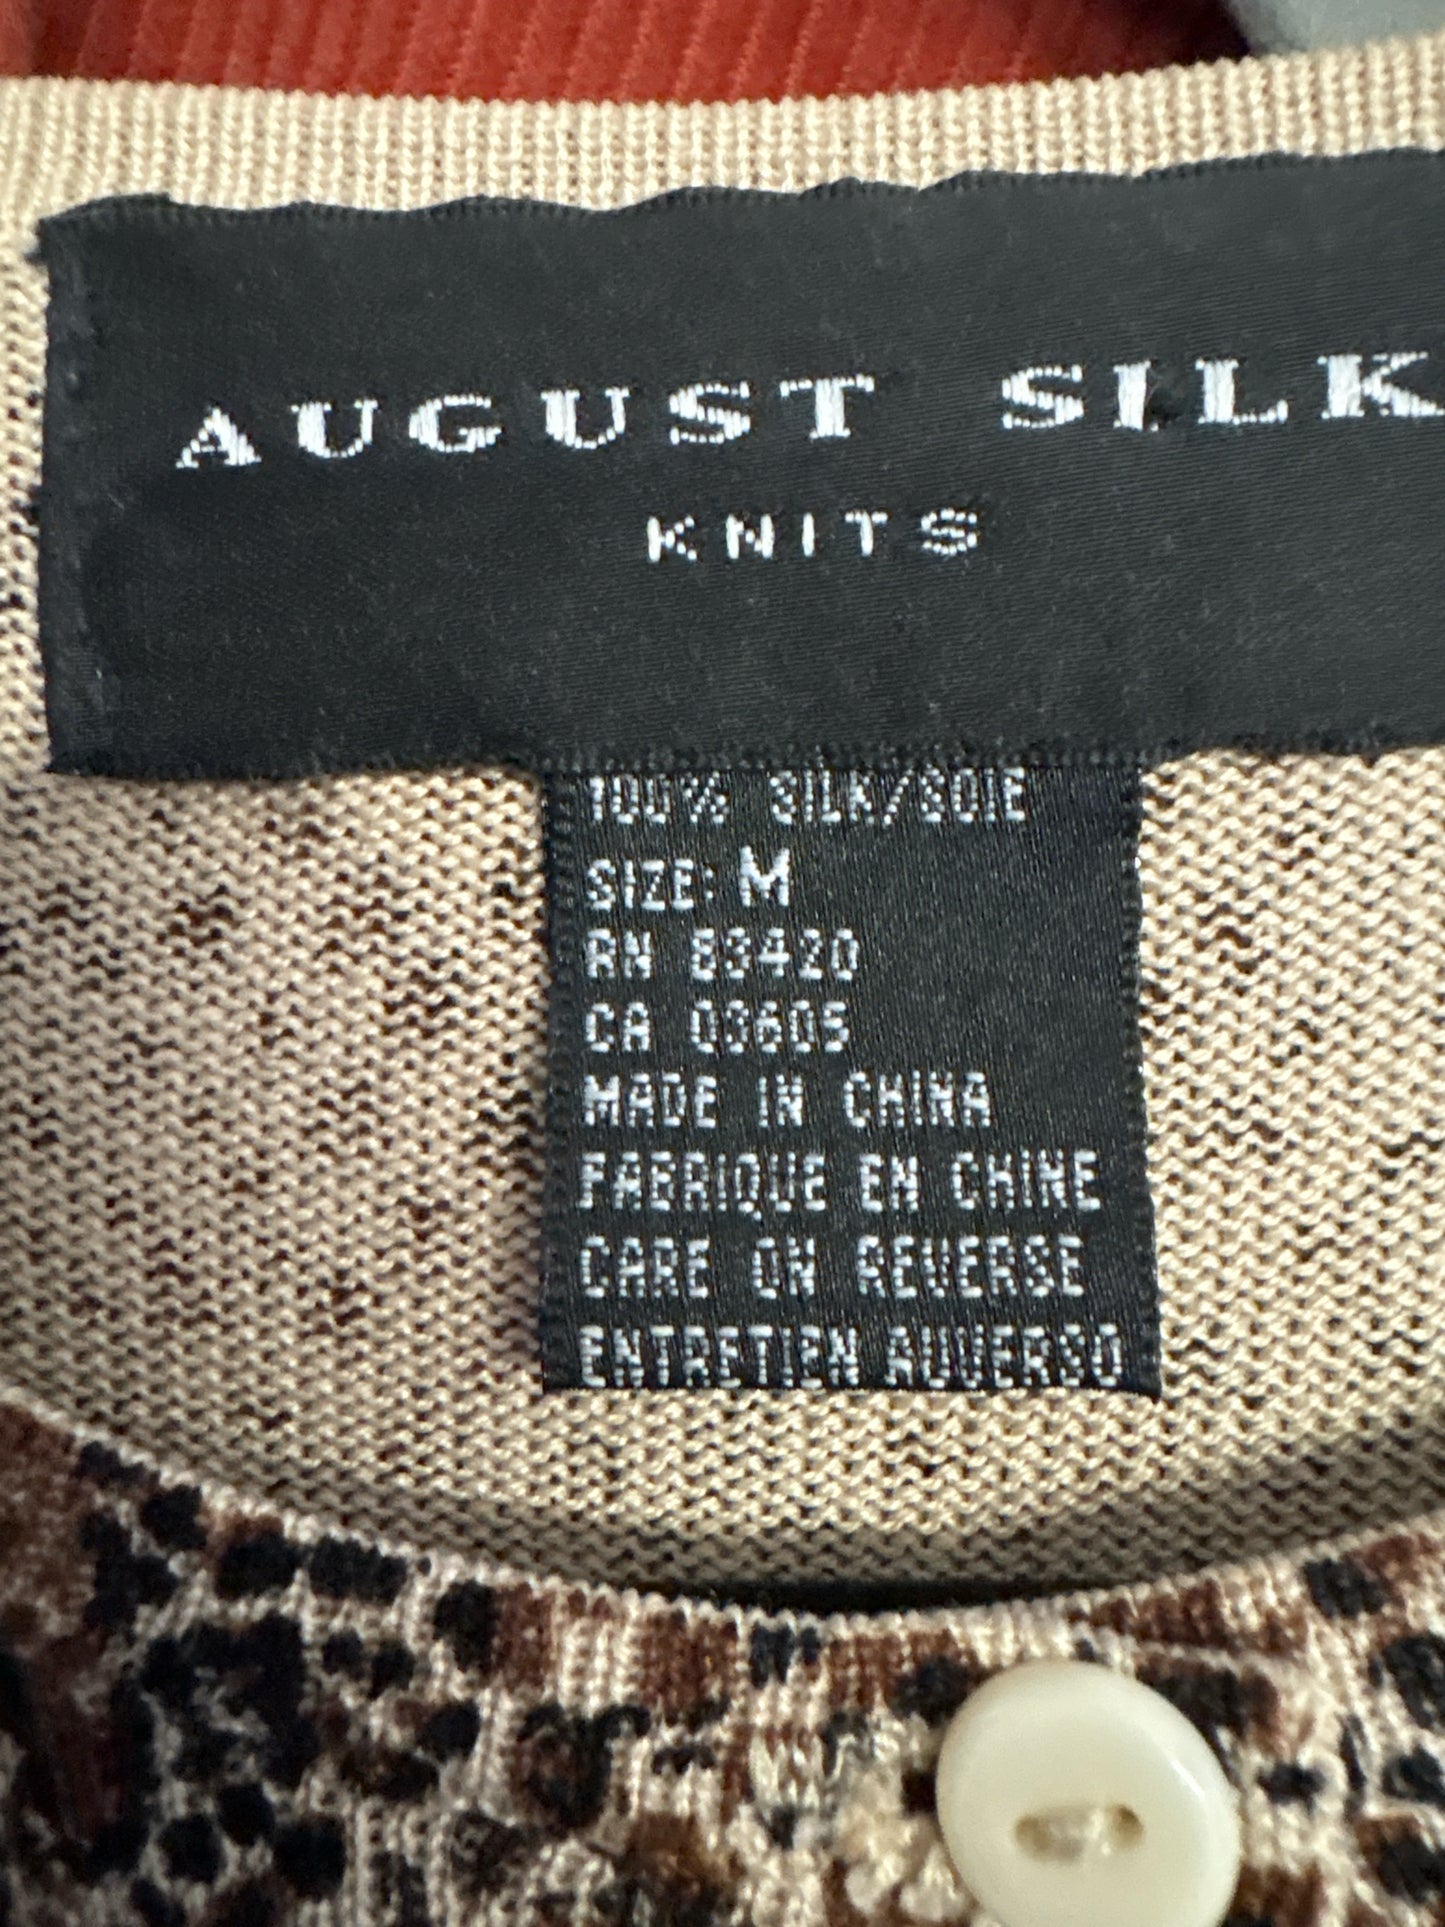 AUGUST SILK
KNITS
100% SILK/SOIE
SIZE: M
RN 83420
CA 03605
MADE IN CHINA
FABRIQUE EN CHINE
CARE ON REVERSE
ENTRETIEN AUVERSO